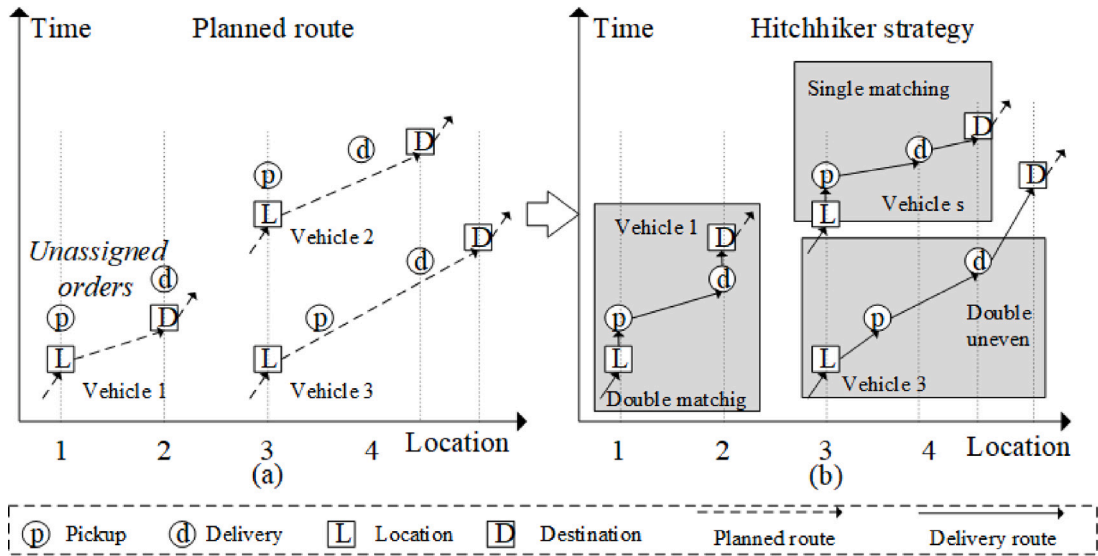 Time
Planned route
p
d
D
L
Vehicle 2
Unassigned
orders
d
D
p
D
L
Vehicle 1
d
p
L
Vehicle 3
1
2
3
4
Location
(a)
Time
Hitchhiker strategy
Single matching
D
p
d
L
Vehicle s
D
Vehicle 1
D
d
p
L
Double matchig
d
p
Double
uneven
L
Vehicle 3
1
2
3
4
Location
(b)
p Pickup
d Delivery
L Location
D Destination
Planned
route
Delivery
route